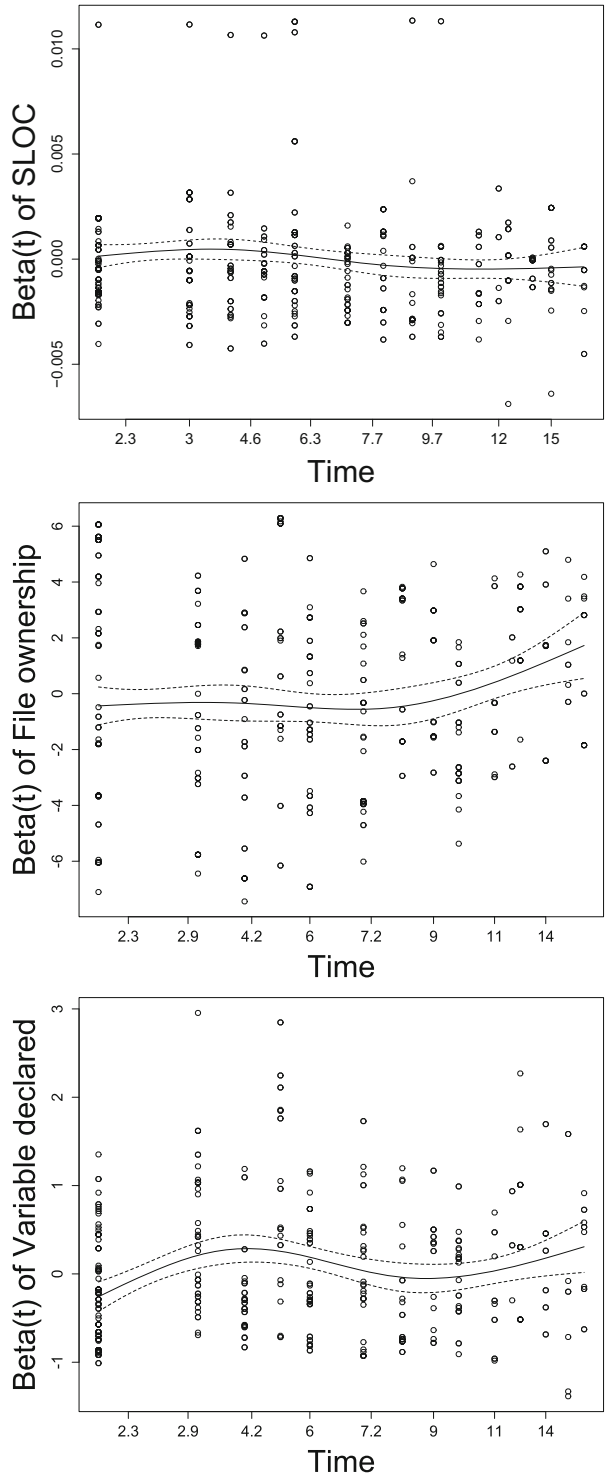 Beta(t) of SLOC
0.010
0.005
0.000
−0.005
2.3 3 4.6 6.3 7.7 9.7 12 15
Time
Beta(t) of File ownership
6
4
2
0
-2
-4
-6
2.3 2.9 4.2 6 7.2 9 11 14
Time
Beta(t) of Variable declared
3
2
1
0
-1
2.3 2.9 4.2 6 7.2 9 11 14
Time